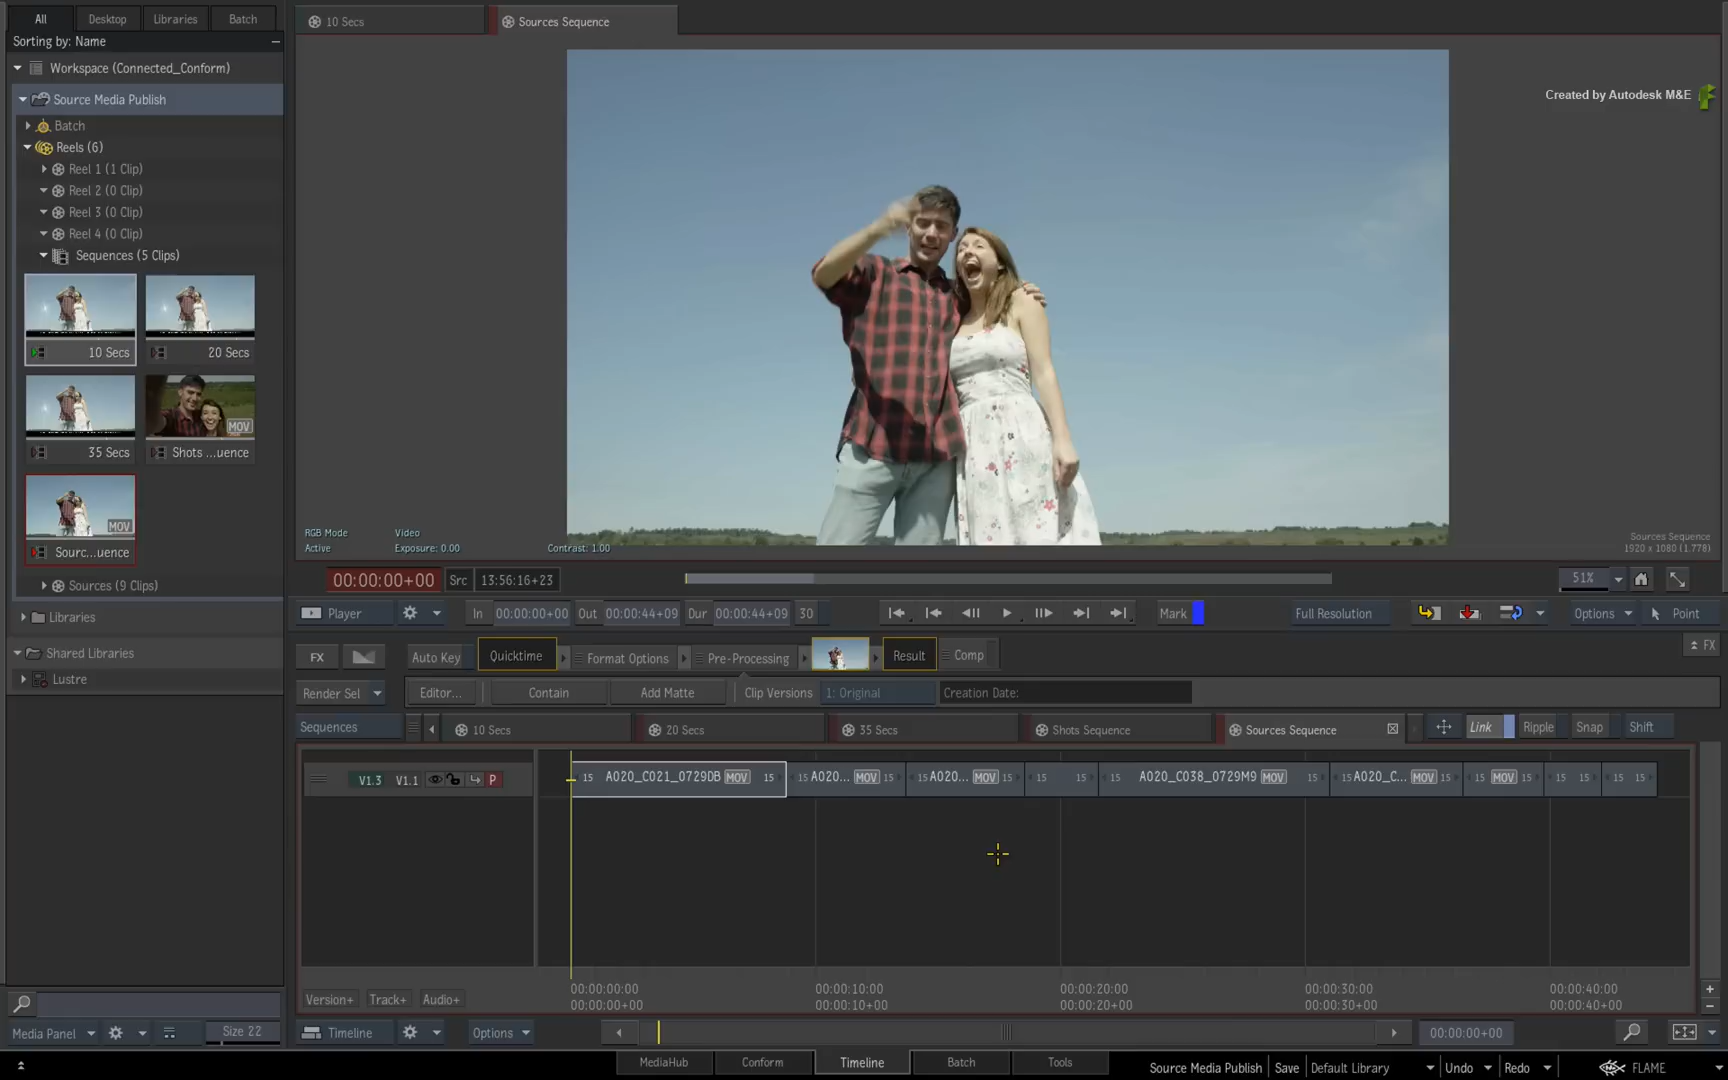 All Desktop Libraries Batch
Sorting by: Name
Workspace (Connected_Conform)
Source Media Publish
Batch
Reels (6)
Reel 1 (1 Clip)
Reel 2 (0 Clip)
Reel 3 (0 Clip)
Reel 4 (0 Clip)
Sequences (5 Clips)
10 Secs 20 Secs
MOV
35 Secs Shots ...uence
MOV
Sourc...uence
Sources (9 Clips)
Libraries
Shared Libraries
Lustre
10 Secs Sources Sequence
Created by Autodesk M&E
RGB Mode Video
Active Exposure: 0.00 Contrast: 1.00
Sources Sequence
1920 x 1080 (1.778)
00:00:00+00 Src 13:56:16+23 51%
Player In 00:00:00+00 Out 00:00:44+09 Dur 00:00:44+09 30 Mark Full Resolution Options Point
FX Auto Key Quicktime Format Options Pre-Processing Result Comp FX
Render Sel Editor... Contain Add Matte Clip Versions 1: Original Creation Date:
Sequences 10 Secs 20 Secs 35 Secs Shots Sequence Sources Sequence Link Ripple Snap Shift
V1.3 V1.1 P 15 A020_C021_0729DB MOV 15 15 A020... MOV 15 15 A020... MOV 15 15 15 15 A020_C038_0729M9 MOV 15 15 A020_C... MOV 15 15 MOV 15 15 15 15 15
00:00:00:00 00:00:10:00 00:00:20:00 00:00:30:00 00:00:40:00
Version+ Track+ Audio+ 00:00:00+00 00:00:10+00 00:00:20+00 00:00:30+00 00:00:40+00
Media Panel Size 22 Timeline Options 00:00:00+00
MediaHub Conform Timeline Batch Tools Source Media Publish Save Default Library Undo Redo FLAME